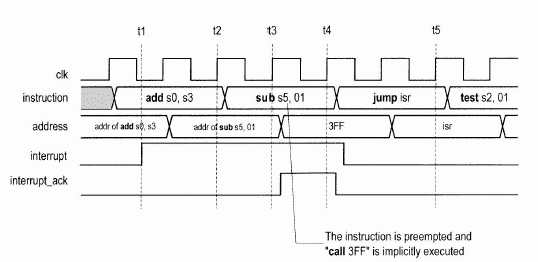 t1 t2 t3 t4 t5
clk
instruction add s0, s3 sub s5, 01 jump isr test s2, 01
address addr of add s0, s3 addr of sub s5, 01 3FF isr
interrupt
interrupt_ack
The instruction is preempted and
"call 3FF" is implicitly executed